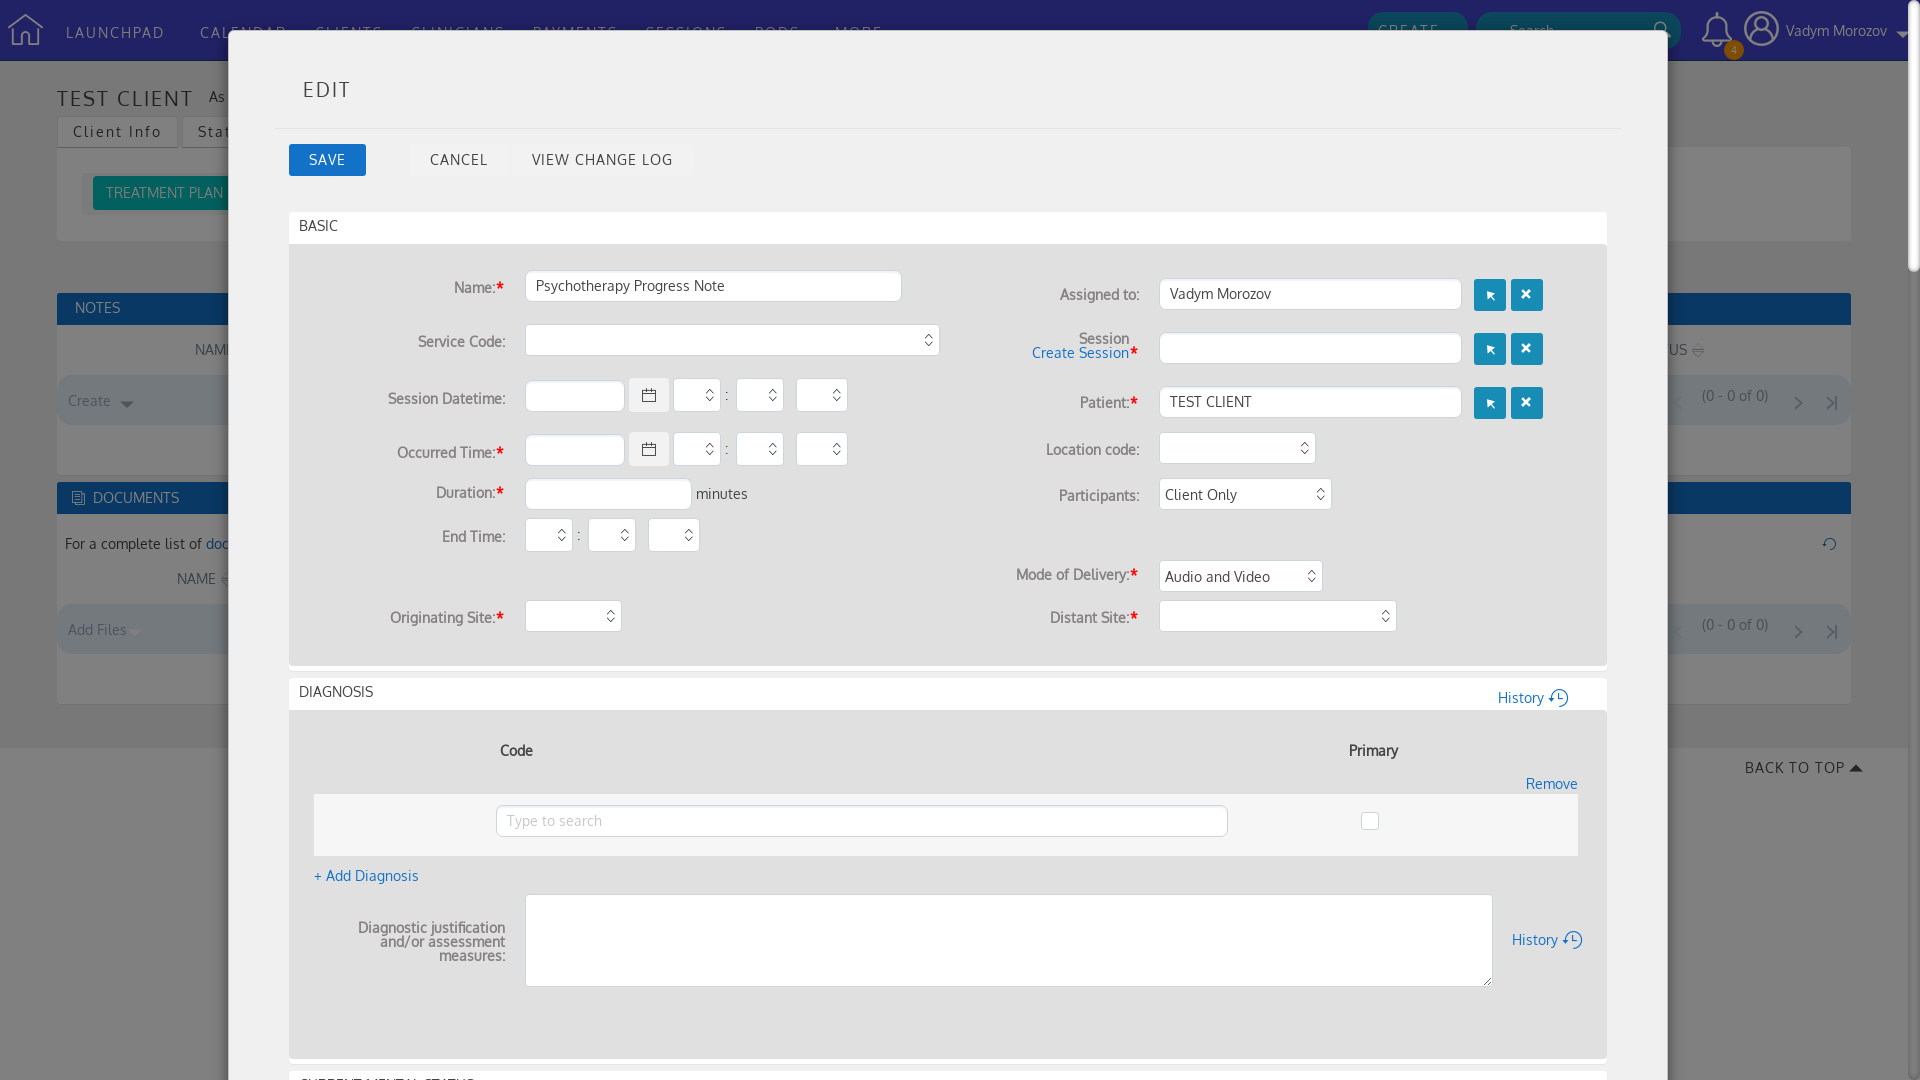 LAUNCHPAD
CALENDAR
CLIENTS
CLINICIANS
PAYMENTS
SESSIONS
PODS
MORE
CREATE
Search
4
Vadym Morozov
TEST CLIENT
As
Client Info
Stat
TREATMENT PLAN
NOTES
NAM
US
Create
(0 - 0 of 0)
DOCUMENTS
For a complete list of doc
NAME
Add Files
(0 - 0 of 0)
BACK TO TOP
EDIT
SAVE
CANCEL
VIEW CHANGE LOG
BASIC
Name:* Psychotherapy Progress Note
Assigned to: Vadym Morozov
Service Code:
Session
Create Session*
Session Datetime: :
Patient:* TEST CLIENT
Occurred Time:* :
Location code:
Duration:* minutes
Participants: Client Only
End Time: :
Mode of Delivery:* Audio and Video
Originating Site:*
Distant Site:*
DIAGNOSIS
History
Code
Primary
Remove
Type to search
+ Add Diagnosis
Diagnostic justification
and/or assessment
measures:
History
CURRENT MENTAL STATUS